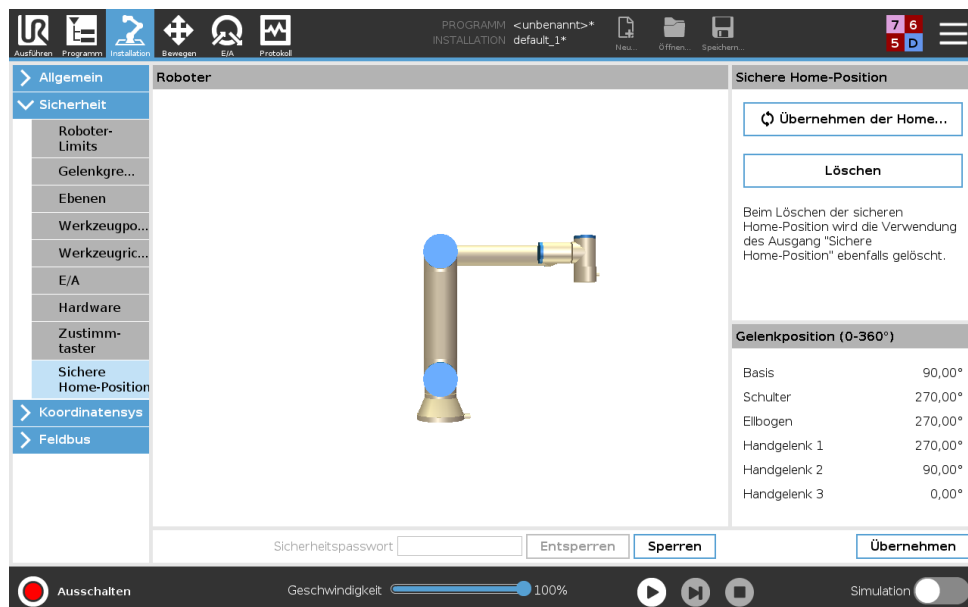 PROGRAMM <unbenannt>*
INSTALLATION default_1*
7 6
5 D
Ausführen Programm Installation Bewegen E/A Protokoll Neu... Öffnen... Speichern...
Allgemein
Sicherheit
Roboter-
Limits
Gelenkgre...
Ebenen
Werkzeugpo...
Werkzeugric...
E/A
Hardware
Zustimm-
taster
Sichere
Home-Position
Koordinatensys
Feldbus
Roboter
Sichere Home-Position
Übernehmen der Home...
Löschen
Beim Löschen der sicheren
Home-Position wird die Verwendung
des Ausgang "Sichere
Home-Position" ebenfalls gelöscht.
Gelenkposition (0-360°)
Basis 90,00°
Schulter 270,00°
Ellbogen 270,00°
Handgelenk 1 270,00°
Handgelenk 2 90,00°
Handgelenk 3 0,00°
Sicherheitspasswort Entsperren Sperren Übernehmen
Ausschalten Geschwindigkeit 100% Simulation